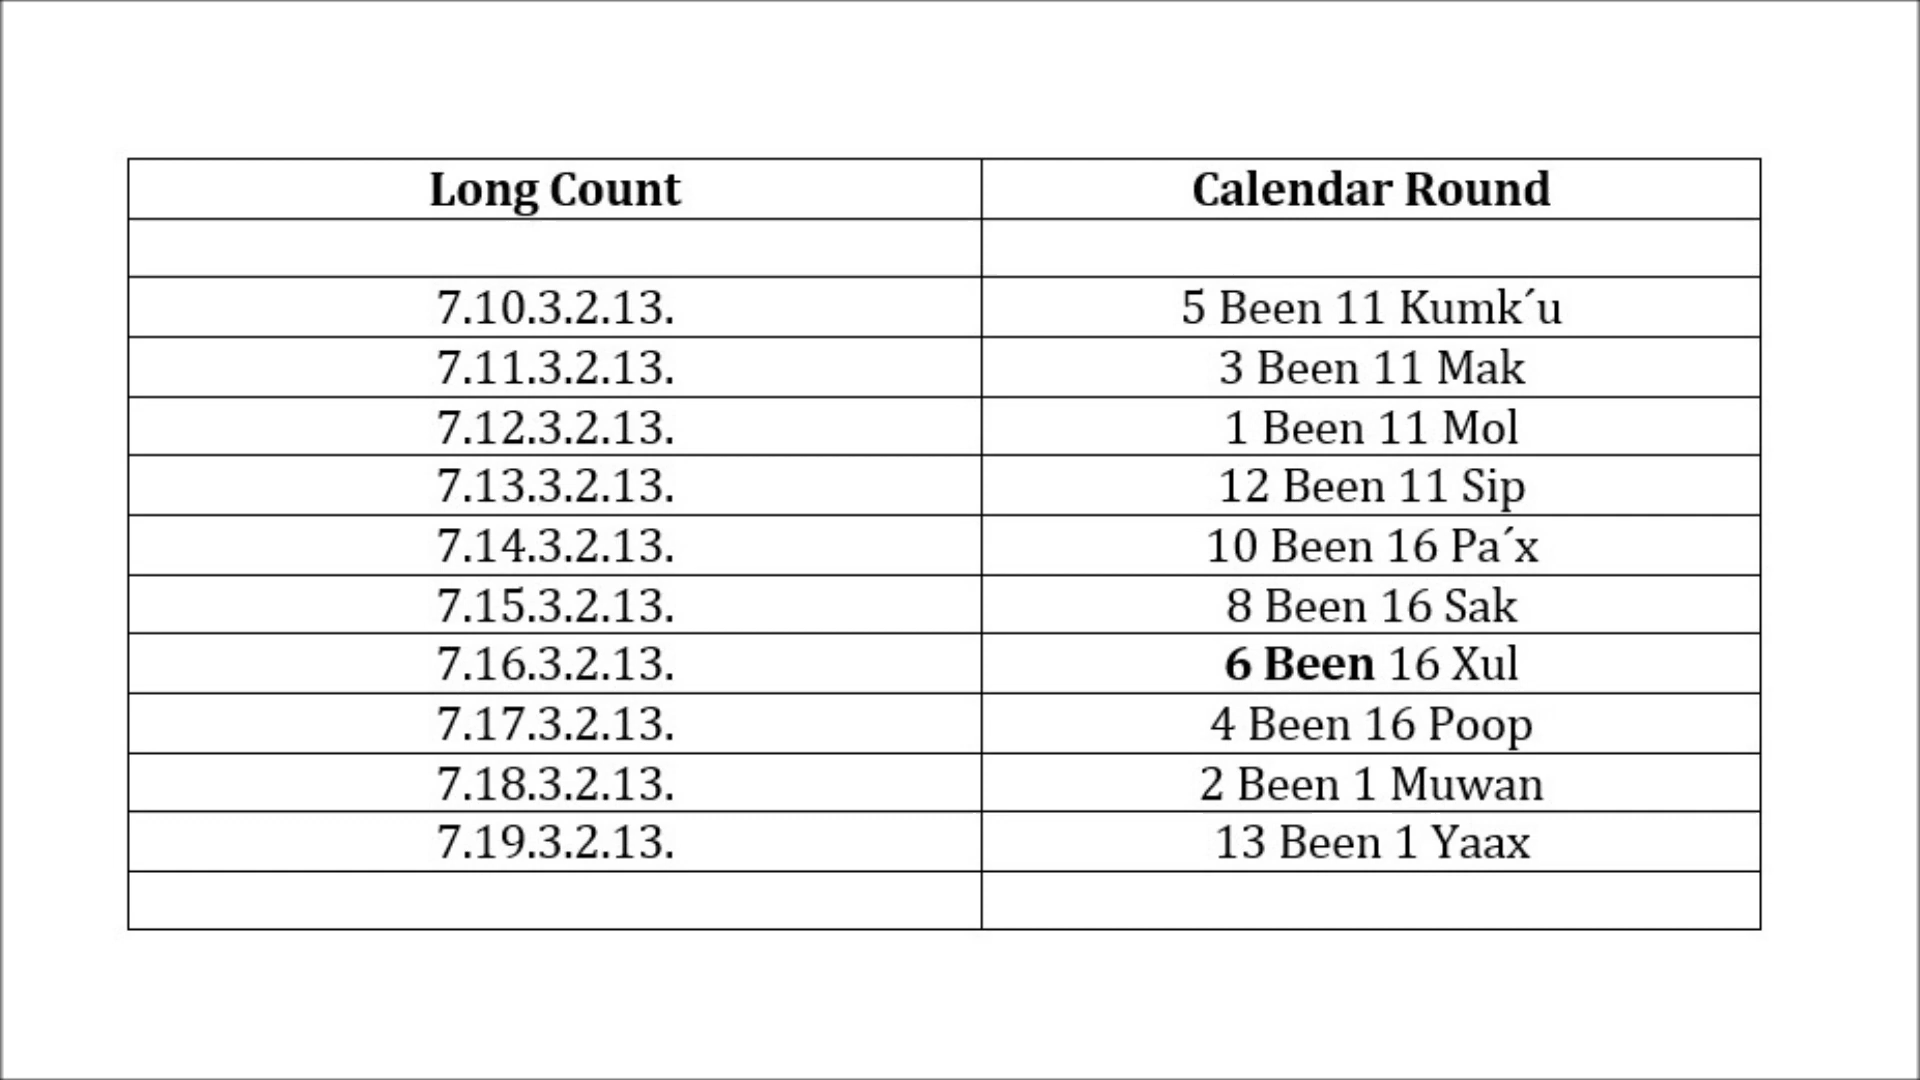 Long Count Calendar Round
7.10.3.2.13. 5 Been 11 Kumk´u
7.11.3.2.13. 3 Been 11 Mak
7.12.3.2.13. 1 Been 11 Mol
7.13.3.2.13. 12 Been 11 Sip
7.14.3.2.13. 10 Been 16 Pa´x
7.15.3.2.13. 8 Been 16 Sak
7.16.3.2.13. 6 Been 16 Xul
7.17.3.2.13. 4 Been 16 Poop
7.18.3.2.13. 2 Been 1 Muwan
7.19.3.2.13. 13 Been 1 Yaax